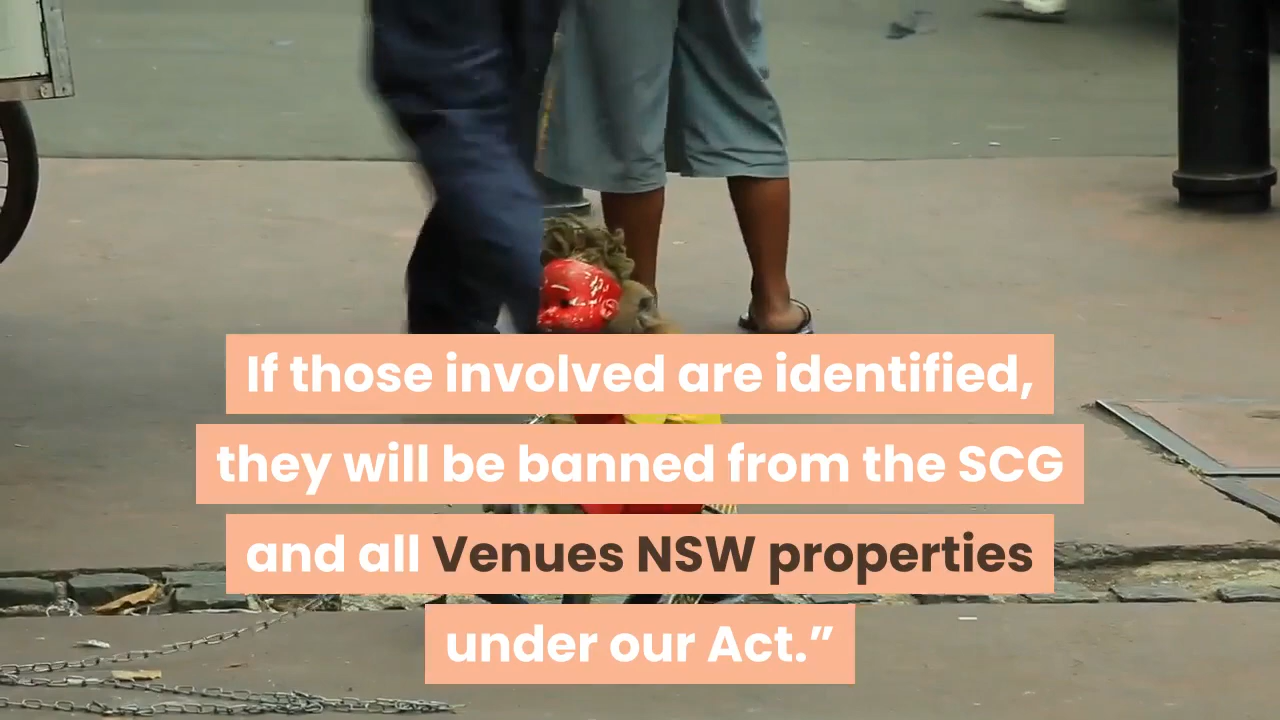 If those involved are identified,
they will be banned from the SCG
and all Venues NSW properties
under our Act.”